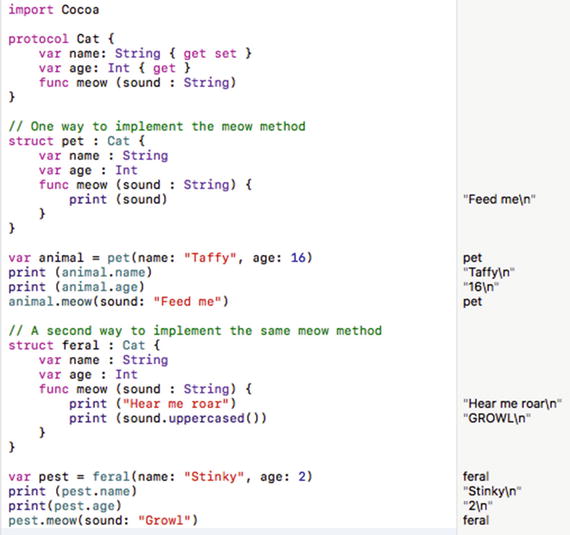 import Cocoa
protocol Cat {
    var name: String { get set }
    var age: Int { get }
    func meow (sound : String)
}
// One way to implement the meow method
struct pet : Cat {
    var name : String
    var age : Int
    func meow (sound : String) {
        print (sound) "Feed me\n"
    }
}
var animal = pet(name: "Taffy", age: 16) pet
print (animal.name) "Taffy\n"
print (animal.age) "16\n"
animal.meow(sound: "Feed me") pet
// A second way to implement the same meow method
struct feral : Cat {
    var name : String
    var age : Int
    func meow (sound : String) {
        print ("Hear me roar") "Hear me roar\n"
        print (sound.uppercased()) "GROWL\n"
    }
}
var pest = feral(name: "Stinky", age: 2) feral
print (pest.name) "Stinky\n"
print(pest.age) "2\n"
pest.meow(sound: "Growl") feral